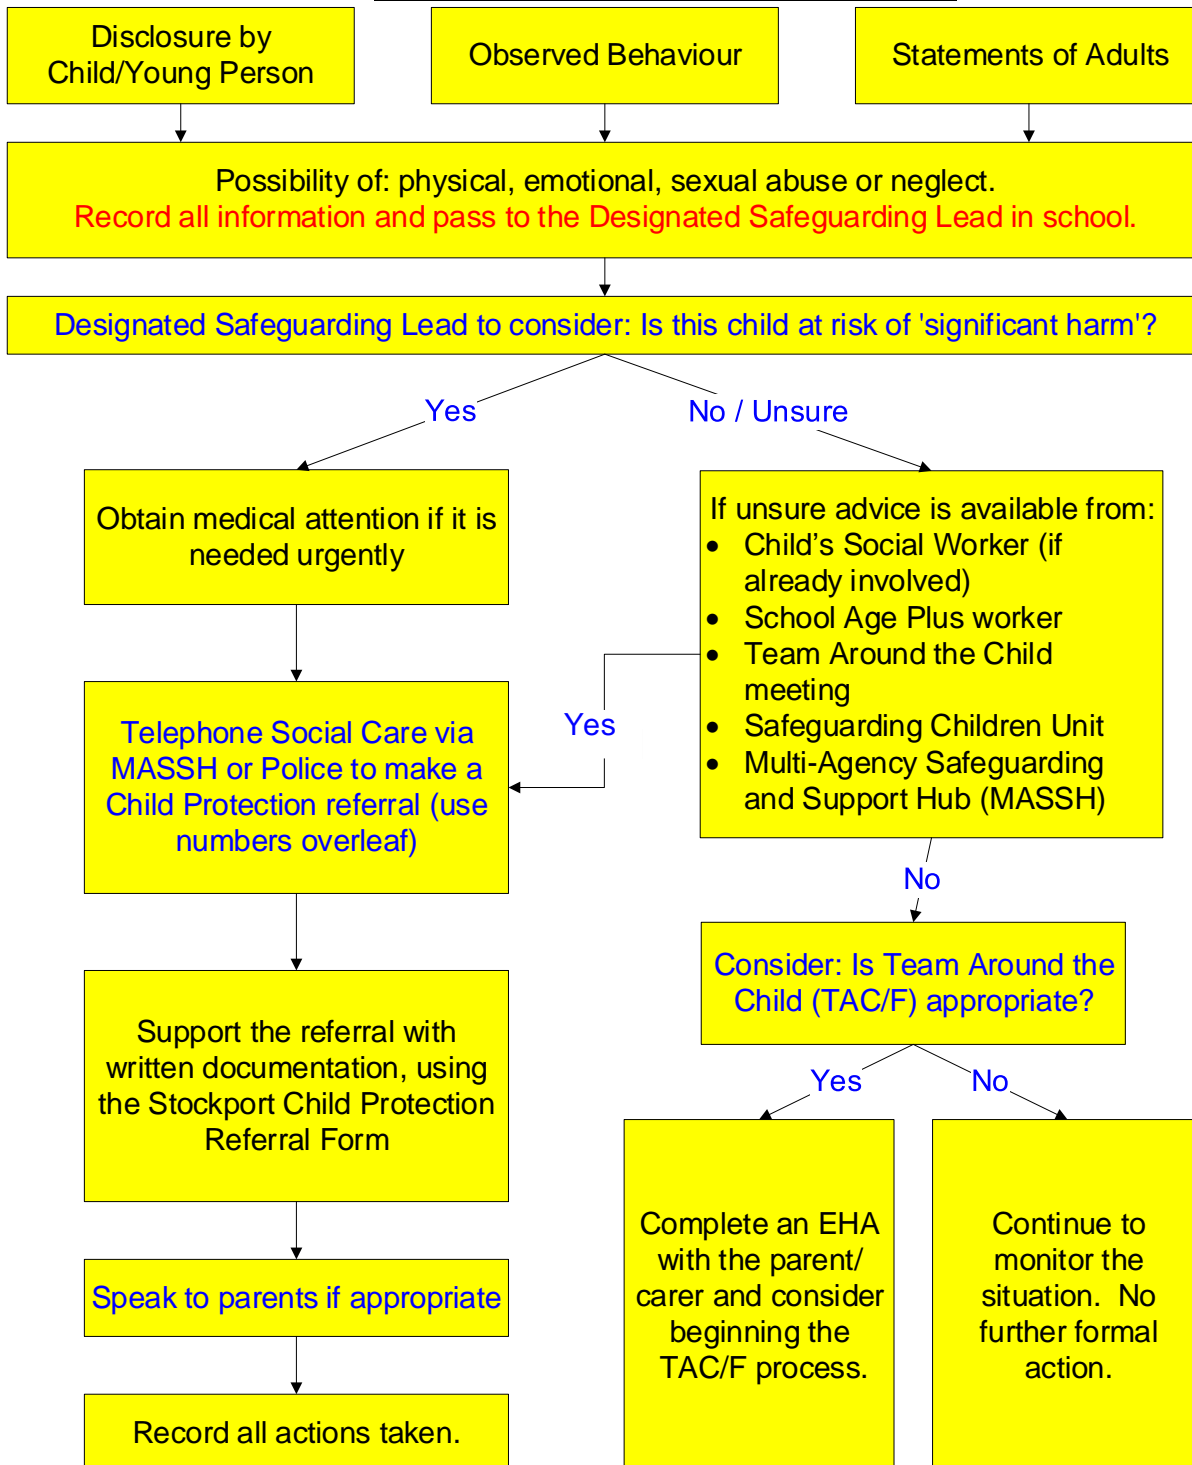 Disclosure by
Child/Young Person
Observed Behaviour
Statements of Adults
Possibility of: physical, emotional, sexual abuse or neglect.
Record all information and pass to the Designated Safeguarding Lead in school.
Designated Safeguarding Lead to consider: Is this child at risk of 'significant harm'?
Yes
No / Unsure
Obtain medical attention if it is
needed urgently
If unsure advice is available from:
• Child’s Social Worker (if
already involved)
• School Age Plus worker
• Team Around the Child
meeting
• Safeguarding Children Unit
• Multi-Agency Safeguarding
and Support Hub (MASSH)
Yes
Telephone Social Care via
MASSH or Police to make a
Child Protection referral (use
numbers overleaf)
No
Consider: Is Team Around the
Child (TAC/F) appropriate?
Support the referral with
written documentation, using
the Stockport Child Protection
Referral Form
Yes
No
Speak to parents if appropriate
Complete an EHA
with the parent/
carer and consider
beginning the
TAC/F process.
Continue to
monitor the
situation.  No
further formal
action.
Record all actions taken.